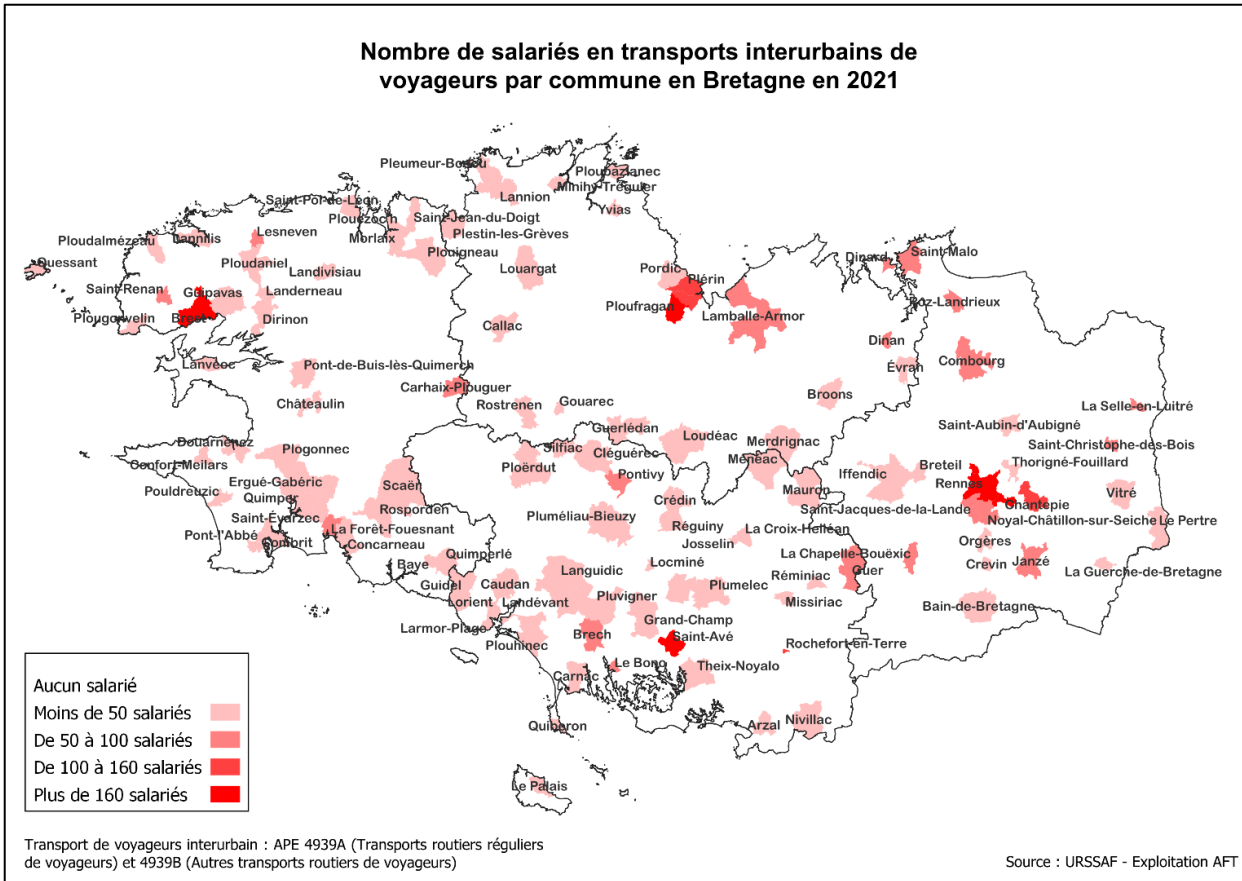 Nombre de salariés en transports interurbains de
voyageurs par commune en Bretagne en 2021
Pleumeur-Bodou
Ploubazlanec
Minihy-Tréguier
Lannion
Yvias
Saint-Pol-de-Léon
Plouezoc'h
Saint-Jean-du-Doigt
Plestin-les-Grèves
Morlaix
Plouigneau
Lesneven
Ploudalmézeau
Lannilis
Ouessant
Ploudaniel
Landivisiau
Louargat
Pordic
Plérin
Dinard
Saint-Malo
Saint-Renan
Guipavas
Landerneau
Roz-Landrieux
Plougonvelin
Brest
Dirinon
Callac
Ploufragan
Lamballe-Armor
Dinan
Combourg
Évran
Lanvéoc
Pont-de-Buis-lès-Quimerch
Carhaix-Plouguer
Châteaulin
Rostrenen
Gouarec
Broons
La Selle-en-Luitré
Saint-Aubin-d'Aubigné
Guerlédan
Loudéac
Merdrignac
Saint-Christophe-des-Bois
Douarnenez
Plogonnec
Silfiac
Cléguérec
Confort-Meilars
Ploërdut
Ménéac
Breteil
Thorigné-Fouillard
Iffendic
Rennes
Ergué-Gabéric
Scaër
Pontivy
Mauron
Vitré
Pouldreuzic
Quimper
Crédin
Chantepie
Rosporden
Saint-Jacques-de-la-Lande
Saint-Évarzec
Pluméliau-Bieuzy
Réguiny
La Croix-Helléan
Noyal-Châtillon-sur-Seiche
Le Pertre
La Forêt-Fouesnant
Pont-l'Abbé
Combrit
Concarneau
Josselin
Orgères
Quimperlé
La Chapelle-Bouëxic
Baye
Locminé
Guer
Crevin
Janzé
La Guerche-de-Bretagne
Languidic
Réminiac
Guidel
Caudan
Plumelec
Pluvigner
Missiriac
Lorient
Landévant
Bain-de-Bretagne
Grand-Champ
Larmor-Plage
Brech
Saint-Avé
Plouhinec
Rochefort-en-Terre
Le Bono
Theix-Noyalo
Carnac
Quiberon
Arzal
Nivillac
Le Palais
Aucun salarié
Moins de 50 salariés
De 50 à 100 salariés
De 100 à 160 salariés
Plus de 160 salariés
Transport de voyageurs interurbain : APE 4939A (Transports routiers réguliers
de voyageurs) et 4939B (Autres transports routiers de voyageurs)
Source : URSSAF - Exploitation AFT